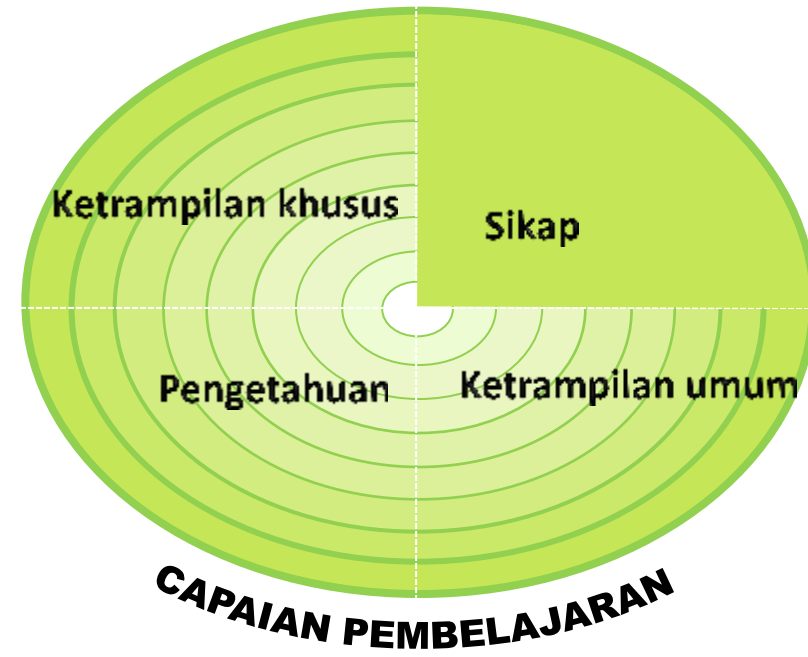 Ketrampilan khusus
Sikap
Pengetahuan
Ketrampilan umum
CAPAIAN PEMBELAJARAN